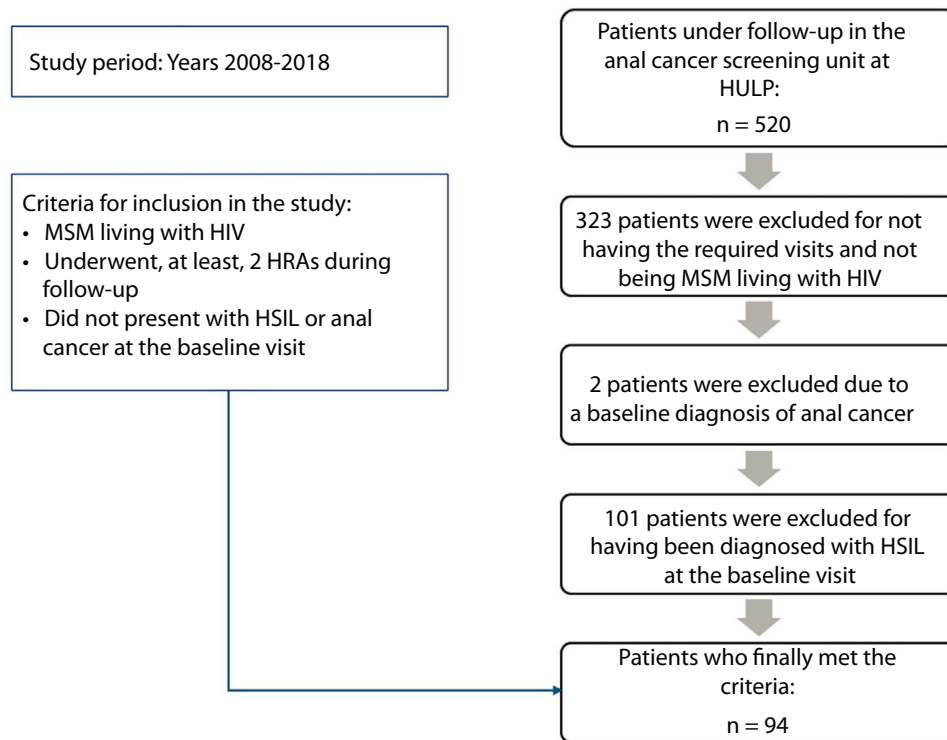 Study period: Years 2008-2018
Criteria for inclusion in the study:
• MSM living with HIV
• Underwent, at least, 2 HRAs during
follow-up
• Did not present with HSIL or anal
cancer at the baseline visit
Patients under follow-up in the
anal cancer screening unit at
HULP:
n = 520
323 patients were excluded for not
having the required visits and not
being MSM living with HIV
2 patients were excluded due to
a baseline diagnosis of anal cancer
101 patients were excluded for
having been diagnosed with HSIL
at the baseline visit
Patients who finally met the
criteria:
n = 94